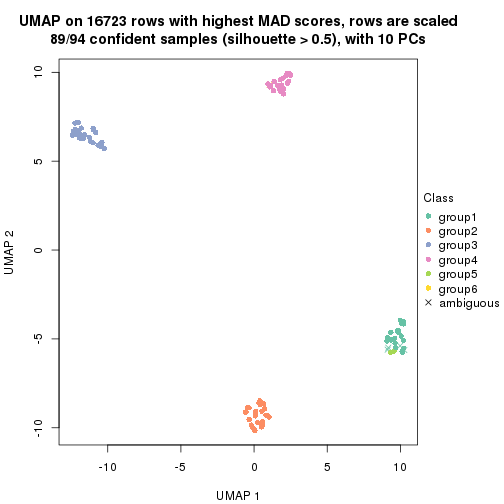 UMAP on 16723 rows with highest MAD scores, rows are scaled
89/94 confident samples (silhouette > 0.5), with 10 PCs
10
5
0
-5
-10
UMAP 2
-10
-5
0
5
10
UMAP 1
Class
group1
group2
group3
group4
group5
group6
ambiguous